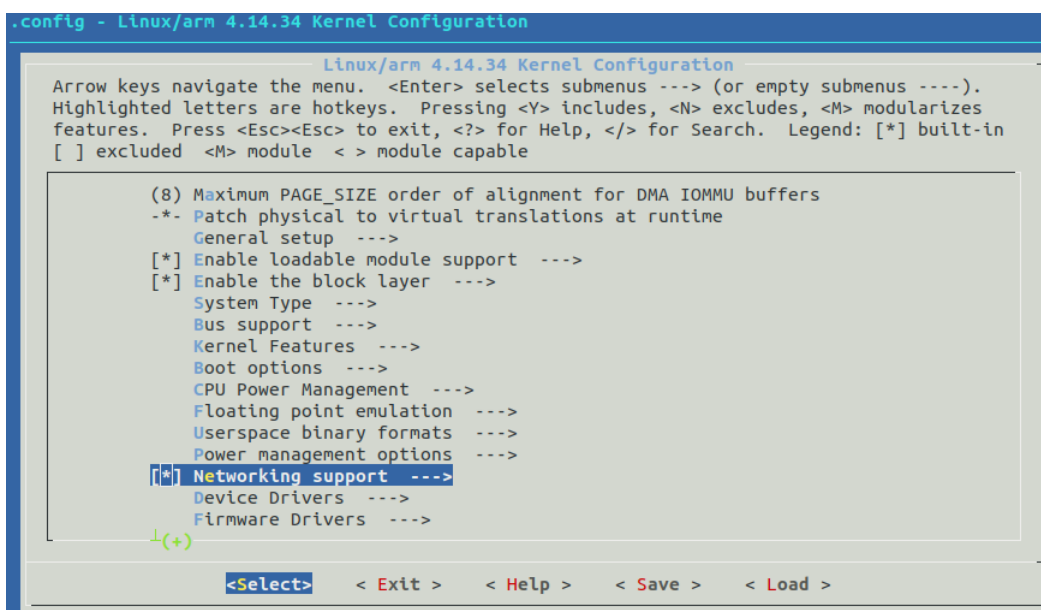 .config - Linux/arm 4.14.34 Kernel Configuration
Linux/arm 4.14.34 Kernel Configuration
Arrow keys navigate the menu.  <Enter> selects submenus ---> (or empty submenus ----).
Highlighted letters are hotkeys.  Pressing <Y> includes, <N> excludes, <M> modularizes
features.  Press <Esc><Esc> to exit, <?> for Help, </> for Search.  Legend: [*] built-in
[ ] excluded  <M> module  < > module capable
(8) Maximum PAGE_SIZE order of alignment for DMA IOMMU buffers
-*- Patch physical to virtual translations at runtime
General setup  --->
[*] Enable loadable module support  --->
[*] Enable the block layer  --->
System Type  --->
Bus support  --->
Kernel Features  --->
Boot options  --->
CPU Power Management  --->
Floating point emulation  --->
Userspace binary formats  --->
Power management options  --->
[*] Networking support  --->
Device Drivers  --->
Firmware Drivers  --->
┴(+)
<Select>    < Exit >    < Help >    < Save >    < Load >